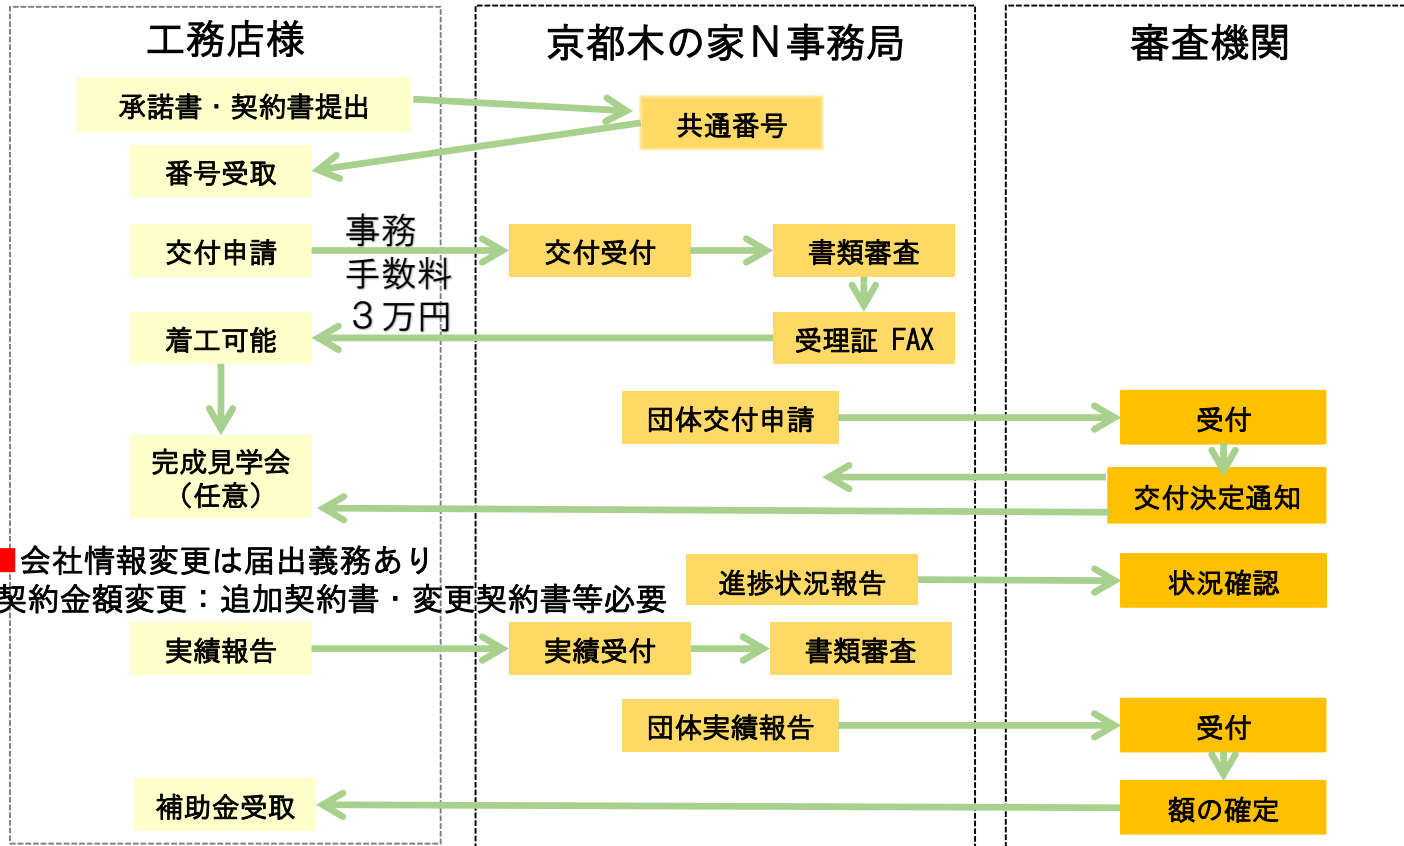 工務店様
京都木の家Ｎ事務局
審査機関
承諾書・契約書提出
共通番号
番号受取
交付申請
事務
手数料
３万円
交付受付
書類審査
着工可能
受理証 FAX
団体交付申請
受付
完成見学会
（任意）
交付決定通知
■会社情報変更は届出義務あり
契約金額変更：追加契約書・変更契約書等必要
進捗状況報告
状況確認
実績報告
実績受付
書類審査
団体実績報告
受付
補助金受取
額の確定